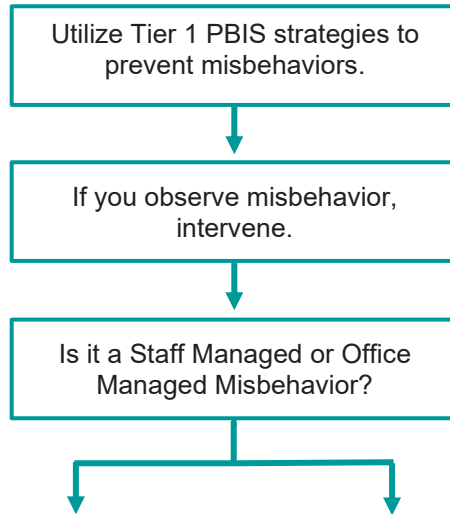 Utilize Tier 1 PBIS strategies to
prevent misbehaviors.
If you observe misbehavior,
intervene.
Is it a Staff Managed or Office
Managed Misbehavior?